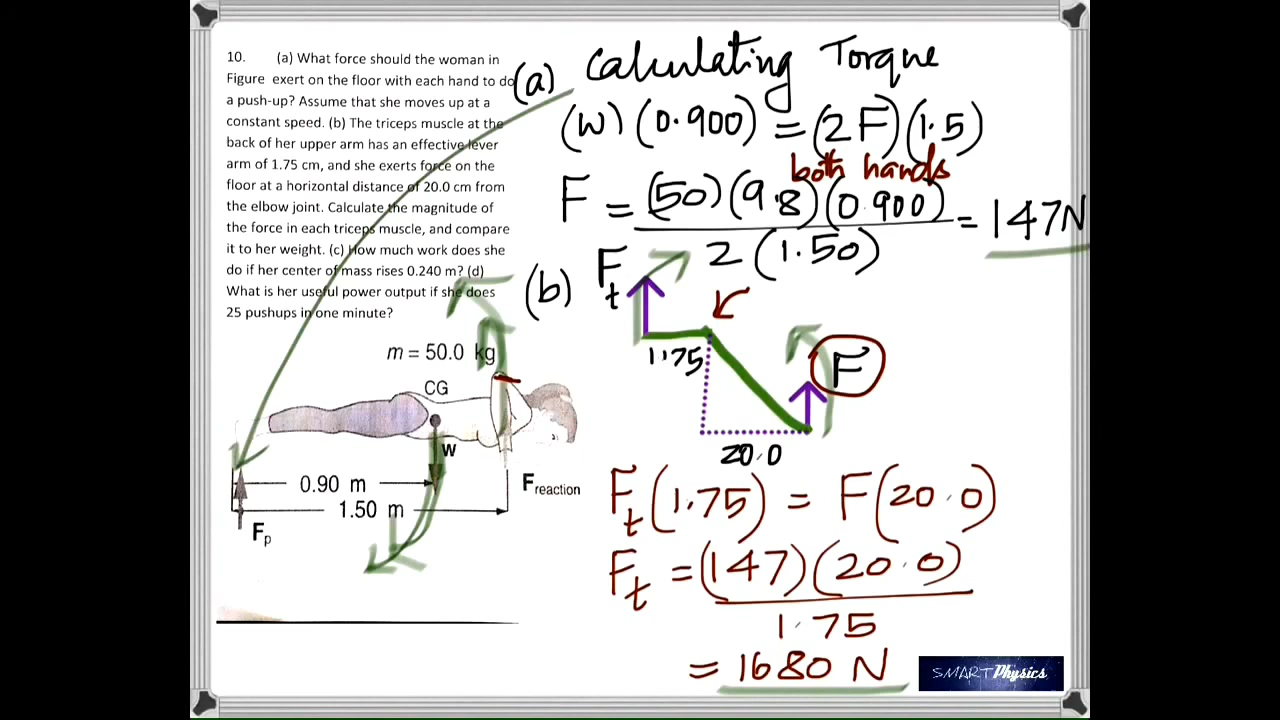 10. (a) What force should the woman in
Figure exert on the floor with each hand to do
a push-up? Assume that she moves up at a
constant speed. (b) The triceps muscle at the
back of her upper arm has an effective lever
arm of 1.75 cm, and she exerts force on the
floor at a horizontal distance of 20.0 cm from
the elbow joint. Calculate the magnitude of
the force in each triceps muscle, and compare
it to her weight. (c) How much work does she
do if her center of mass rises 0.240 m? (d)
What is her useful power output if she does
25 pushups in one minute?
m = 50.0 kg
CG
W
0.90 m
1.50 m
F reaction
Fp
(a) Calculating Torque
(W) (0.900) = (2F)(1.5)
both hands
F = (50)(9.8)(0.900) = 147N
2 (1.50)
(b) Ft
1.75
F
20.0
Ft (1.75) = F(20.0)
Ft = (147)(20.0)
1.75
= 1680 N
SMART Physics